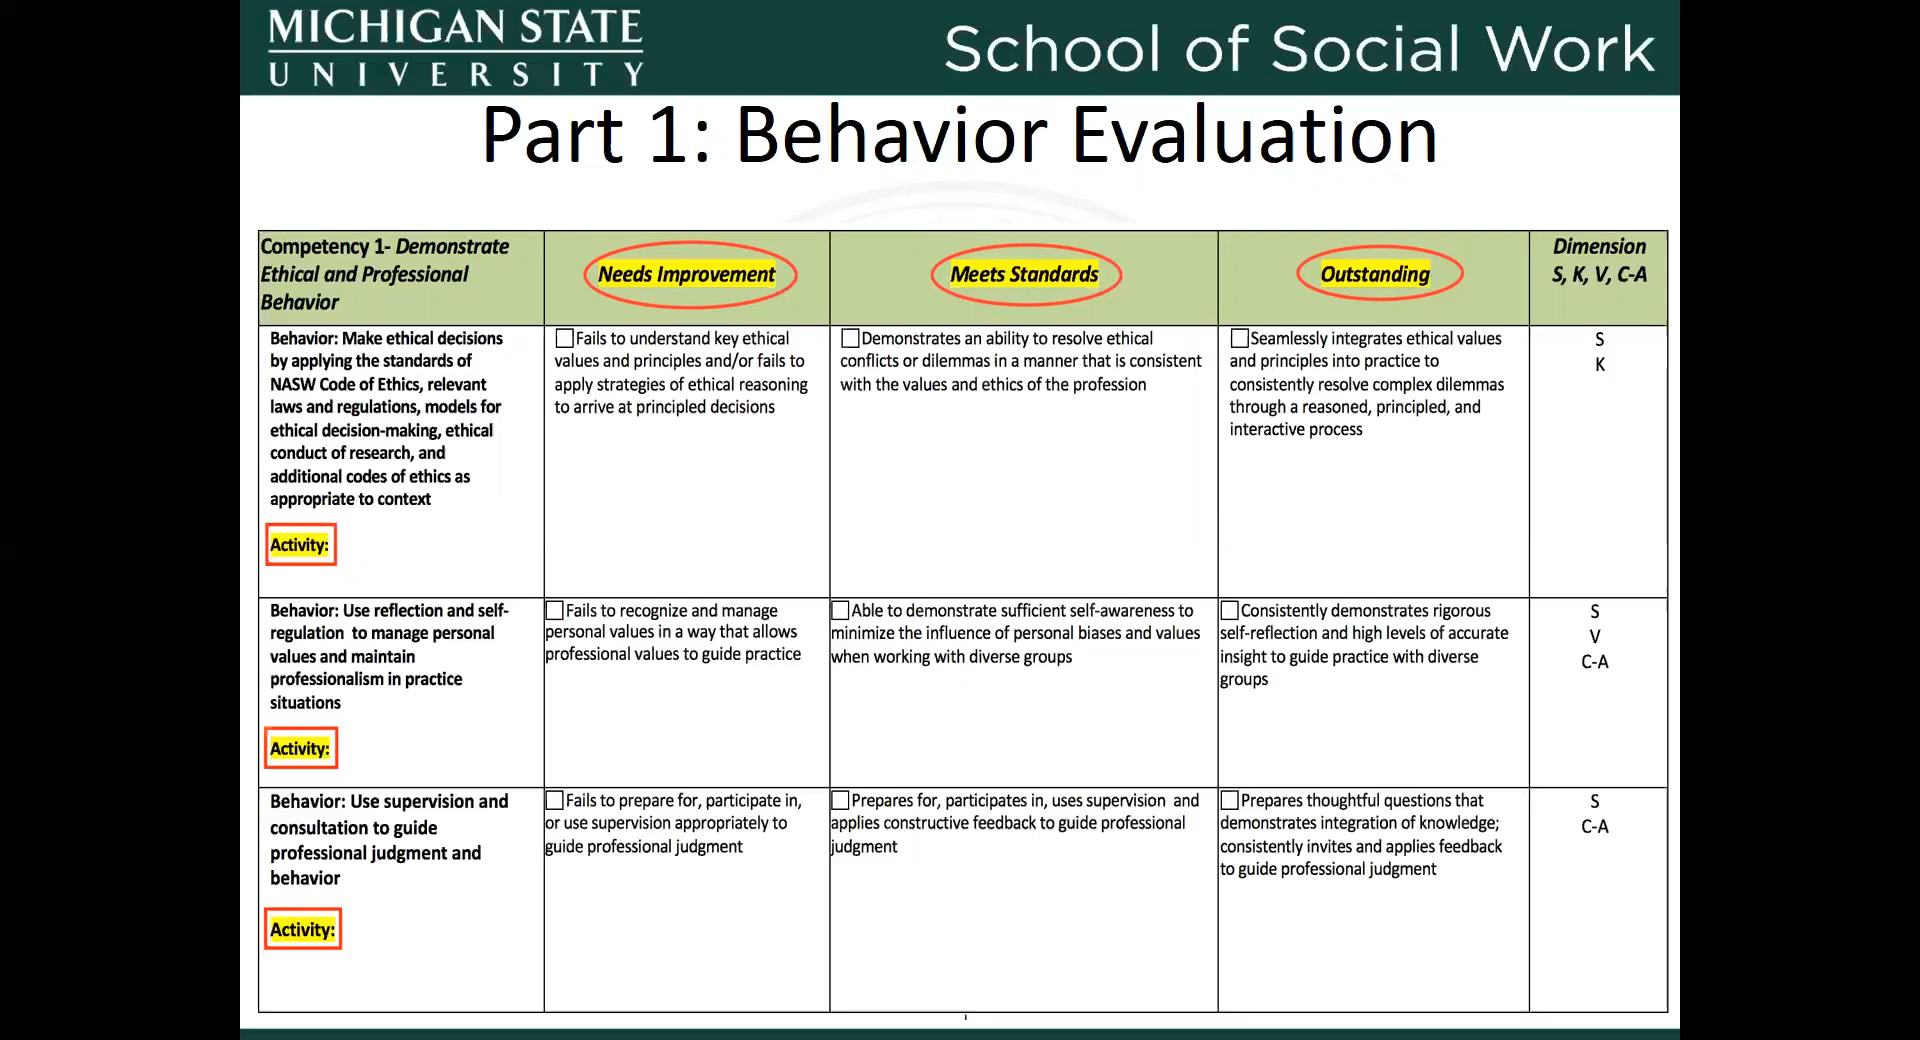 MICHIGAN STATE
UNIVERSITY
School of Social Work
Part 1: Behavior Evaluation
Competency 1- Demonstrate
Ethical and Professional
Behavior
Needs Improvement
Meets Standards
Outstanding
Dimension
S, K, V, C-A
Behavior: Make ethical decisions
by applying the standards of
NASW Code of Ethics, relevant
laws and regulations, models for
ethical decision-making, ethical
conduct of research, and
additional codes of ethics as
appropriate to context
Activity:
Fails to understand key ethical
values and principles and/or fails to
apply strategies of ethical reasoning
to arrive at principled decisions
Demonstrates an ability to resolve ethical
conflicts or dilemmas in a manner that is consistent
with the values and ethics of the profession
Seamlessly integrates ethical values
and principles into practice to
consistently resolve complex dilemmas
through a reasoned, principled, and
interactive process
S
K
Behavior: Use reflection and self-
regulation to manage personal
values and maintain
professionalism in practice
situations
Activity:
Fails to recognize and manage
personal values in a way that allows
professional values to guide practice
Able to demonstrate sufficient self-awareness to
minimize the influence of personal biases and values
when working with diverse groups
Consistently demonstrates rigorous
self-reflection and high levels of accurate
insight to guide practice with diverse
groups
S
V
C-A
Behavior: Use supervision and
consultation to guide
professional judgment and
behavior
Activity:
Fails to prepare for, participate in,
or use supervision appropriately to
guide professional judgment
Prepares for, participates in, uses supervision and
applies constructive feedback to guide professional
judgment
Prepares thoughtful questions that
demonstrates integration of knowledge;
consistently invites and applies feedback
to guide professional judgment
S
C-A